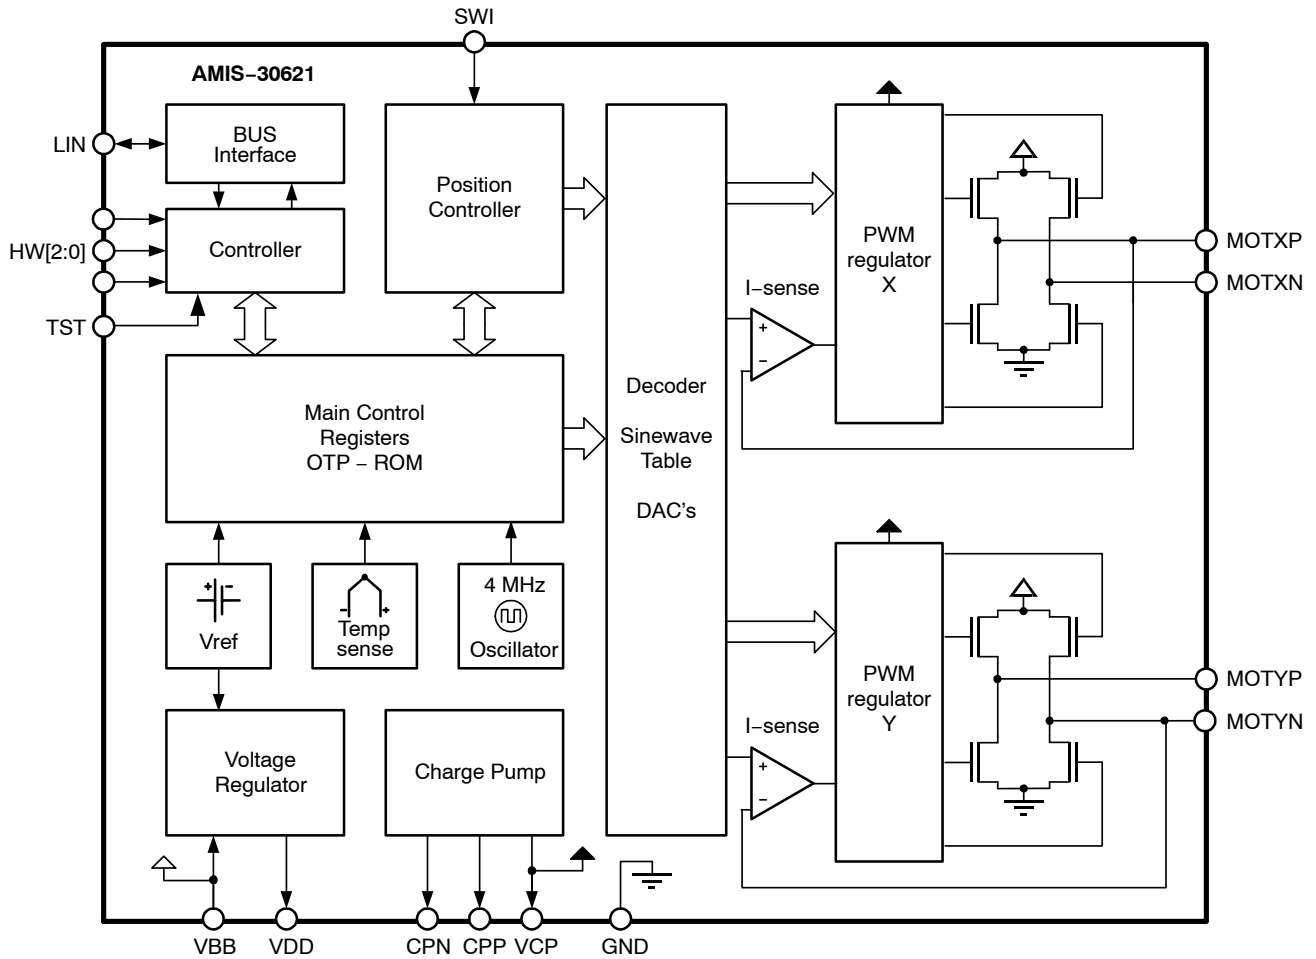 SWI
AMIS–30621
LIN
BUS
Interface
HW[2:0]
Controller
TST
Position
Controller
Main Control
Registers
OTP – ROM
+ –
Vref
– +
Temp
sense
4 MHz
Oscillator
Voltage
Regulator
Charge Pump
Decoder
Sinewave
Table
DAC's
I–sense
+
–
PWM
regulator
X
MOTXP
MOTXN
I–sense
+
–
PWM
regulator
Y
MOTYP
MOTYN
VBB
VDD
CPN
CPP
VCP
GND